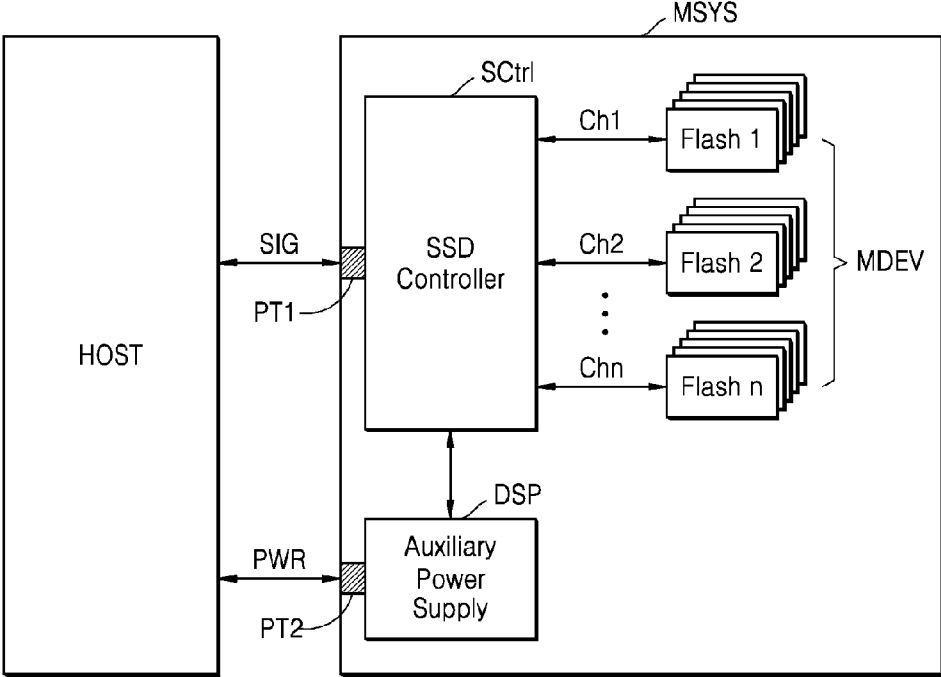 MSYS
SCtrl
Ch1
Flash 1
SIG
SSD
Controller
Ch2
Flash 2
MDEV
PT1
HOST
Chn
Flash n
DSP
PWR
Auxiliary
Power
Supply
PT2